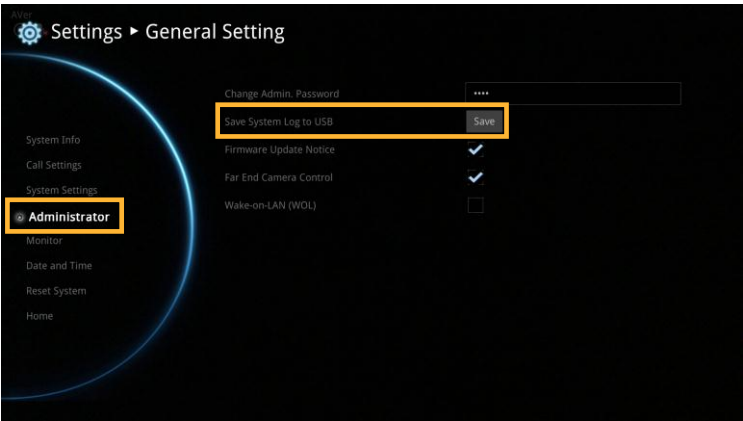 AVer
Settings ▸ General Setting
Change Admin. Password ••••
Save System Log to USB Save
Firmware Update Notice
Far End Camera Control
Wake-on-LAN (WOL)
System Info
Call Settings
System Settings
Administrator
Monitor
Date and Time
Reset System
Home